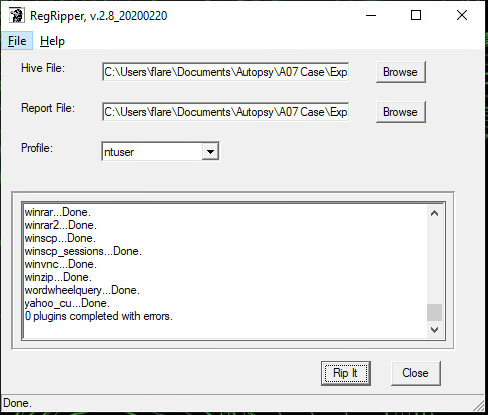 RegRipper, v.2.8_20200220
File Help
Hive File: C:\Users\flare\Documents\Autopsy\A07 Case\Exp Browse
Report File: C:\Users\flare\Documents\Autopsy\A07 Case\Exp Browse
Profile: ntuser
winrar...Done.
winrar2...Done.
winscp...Done.
winscp_sessions...Done.
winvnc...Done.
winzip...Done.
wordwheelquery...Done.
yahoo_cu...Done.
0 plugins completed with errors.
Rip It Close
Done.